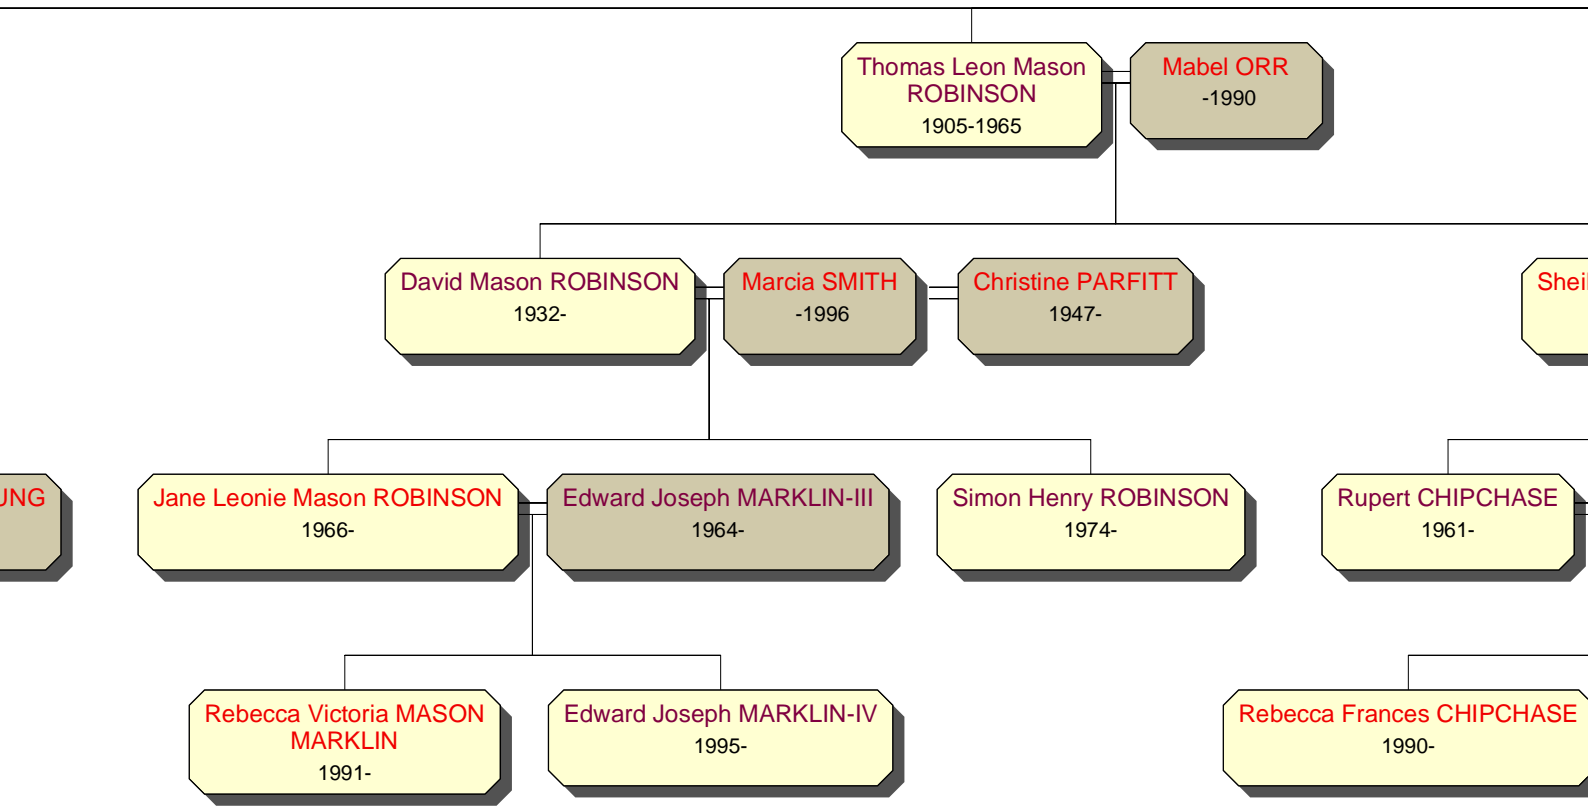 Thomas Leon Mason
ROBINSON
1905-1965
Mabel ORR
-1990
David Mason ROBINSON
1932-
Marcia SMITH
-1996
Christine PARFITT
1947-
Jane Leonie Mason ROBINSON
1966-
Edward Joseph MARKLIN-III
1964-
Simon Henry ROBINSON
1974-
Rupert CHIPCHASE
1961-
Rebecca Victoria MASON
MARKLIN
1991-
Edward Joseph MARKLIN-IV
1995-
Rebecca Frances CHIPCHASE
1990-